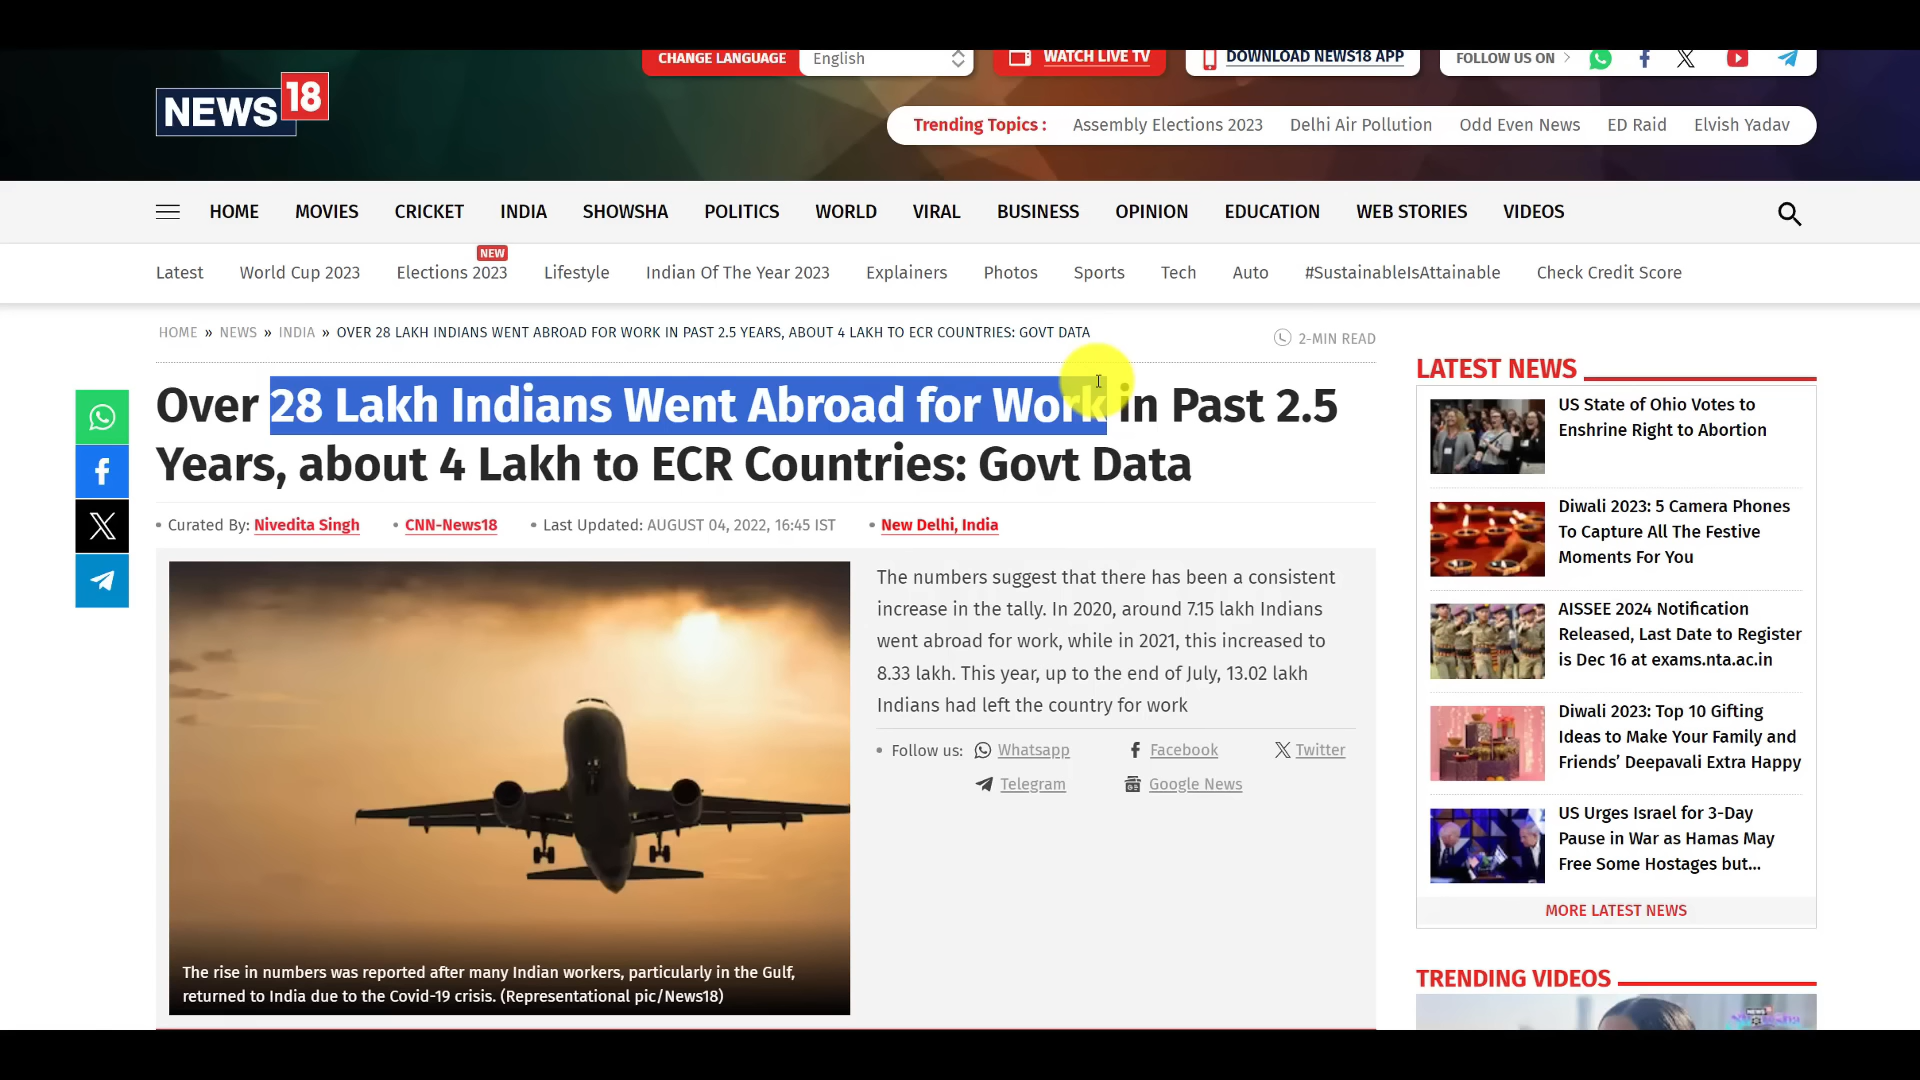 CHANGE LANGUAGE
English
WATCH LIVE TV
DOWNLOAD NEWS18 APP
FOLLOW US ON
NEWS 18
Trending Topics :
Assembly Elections 2023
Delhi Air Pollution
Odd Even News
ED Raid
Elvish Yadav
HOME
MOVIES
CRICKET
INDIA
SHOWSHA
POLITICS
WORLD
VIRAL
BUSINESS
OPINION
EDUCATION
WEB STORIES
VIDEOS
NEW
Latest
World Cup 2023
Elections 2023
Lifestyle
Indian Of The Year 2023
Explainers
Photos
Sports
Tech
Auto
#SustainableIsAttainable
Check Credit Score
HOME » NEWS » INDIA » OVER 28 LAKH INDIANS WENT ABROAD FOR WORK IN PAST 2.5 YEARS, ABOUT 4 LAKH TO ECR COUNTRIES: GOVT DATA
2-MIN READ
Over 28 Lakh Indians Went Abroad for Work in Past 2.5
Years, about 4 Lakh to ECR Countries: Govt Data
Curated By: Nivedita Singh
CNN-News18
Last Updated: AUGUST 04, 2022, 16:45 IST
New Delhi, India
The rise in numbers was reported after many Indian workers, particularly in the Gulf,
returned to India due to the Covid-19 crisis. (Representational pic/News18)
The numbers suggest that there has been a consistent
increase in the tally. In 2020, around 7.15 lakh Indians
went abroad for work, while in 2021, this increased to
8.33 lakh. This year, up to the end of July, 13.02 lakh
Indians had left the country for work
Follow us:
Whatsapp
Facebook
Twitter
Telegram
Google News
LATEST NEWS
US State of Ohio Votes to
Enshrine Right to Abortion
Diwali 2023: 5 Camera Phones
To Capture All The Festive
Moments For You
AISSEE 2024 Notification
Released, Last Date to Register
is Dec 16 at exams.nta.ac.in
Diwali 2023: Top 10 Gifting
Ideas to Make Your Family and
Friends’ Deepavali Extra Happy
US Urges Israel for 3-Day
Pause in War as Hamas May
Free Some Hostages but...
MORE LATEST NEWS
TRENDING VIDEOS